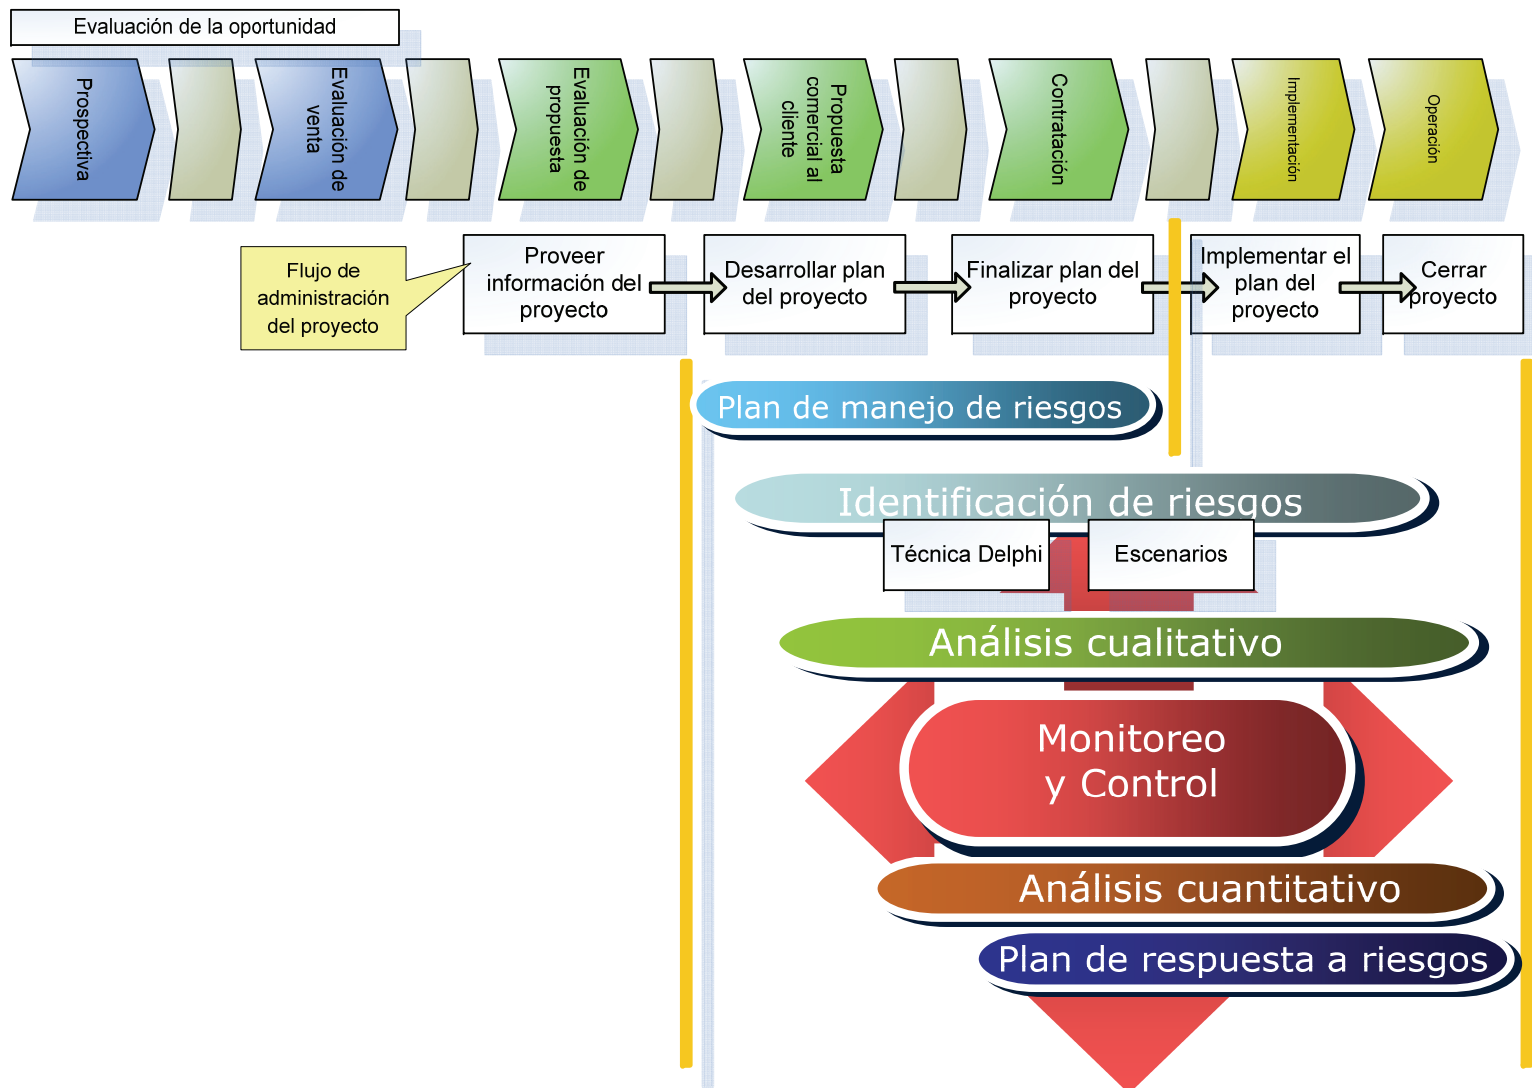 Evaluación de la oportunidad
Prospectiva
Evaluación de
venta
Evaluación de
propuesta
Propuesta
comercial al
cliente
Contratación
Implementación
Operación
Flujo de
administración
del proyecto
Proveer
información del
proyecto
Desarrollar plan
del proyecto
Finalizar plan del
proyecto
Implementar el
plan del
proyecto
Cerrar
proyecto
Plan de manejo de riesgos
Identificación de riesgos
Técnica Delphi
Escenarios
Análisis cualitativo
Monitoreo
y Control
Análisis cuantitativo
Plan de respuesta a riesgos